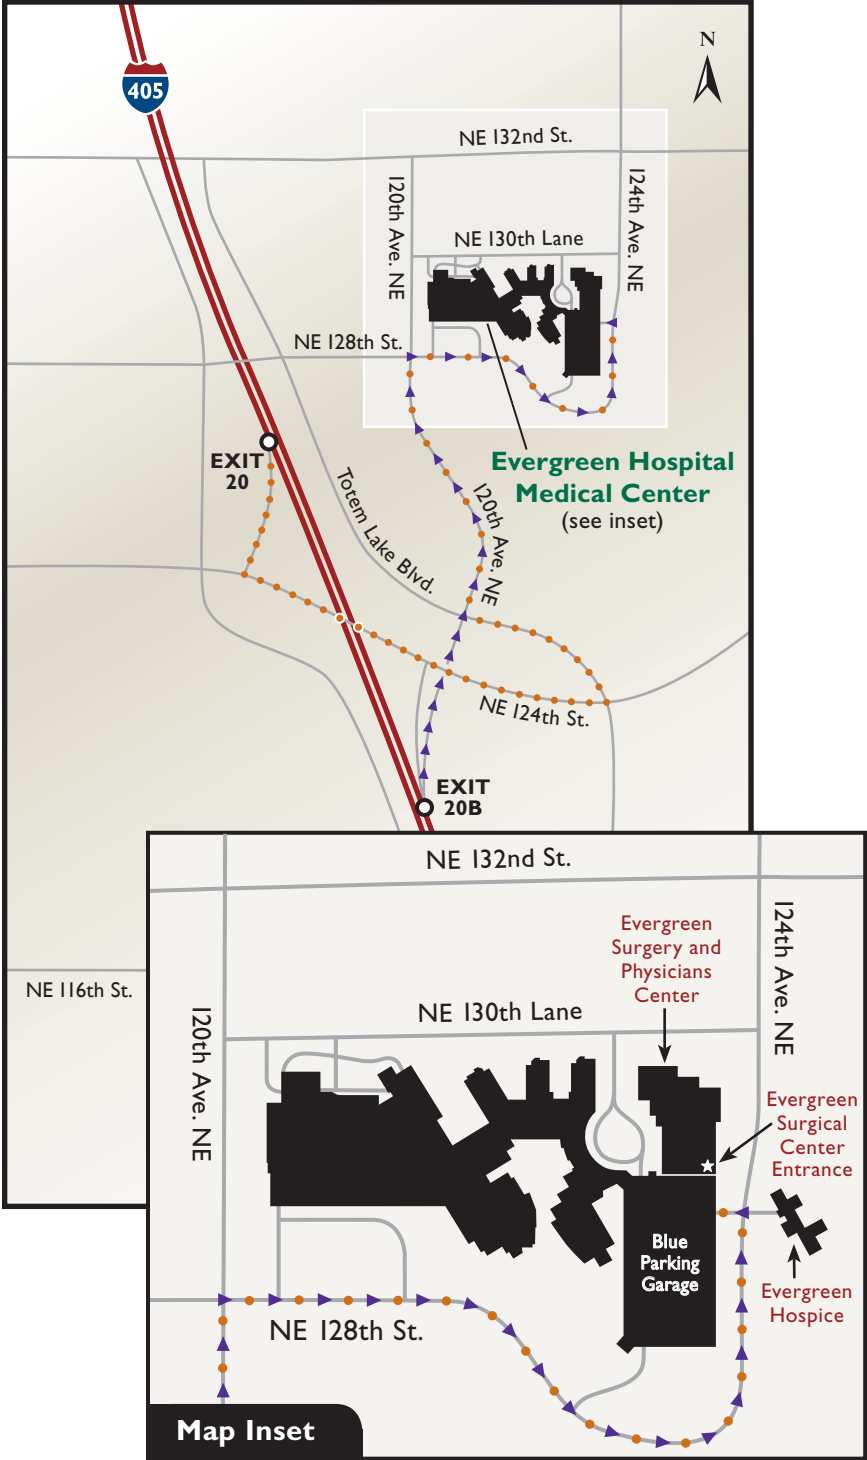 N
405
NE 132nd St.
120th Ave. NE
124th Ave. NE
NE 130th Lane
NE 128th St.
EXIT
20
Evergreen Hospital
Medical Center
(see inset)
Totem Lake Blvd.
120th Ave. NE
NE 124th St.
EXIT
20B
NE 116th St.
NE 132nd St.
Evergreen
Surgery and
Physicians
Center
124th Ave. NE
NE 130th Lane
120th Ave. NE
Evergreen
Surgical
Center
Entrance
Blue
Parking
Garage
Evergreen
Hospice
NE 128th St.
Map Inset